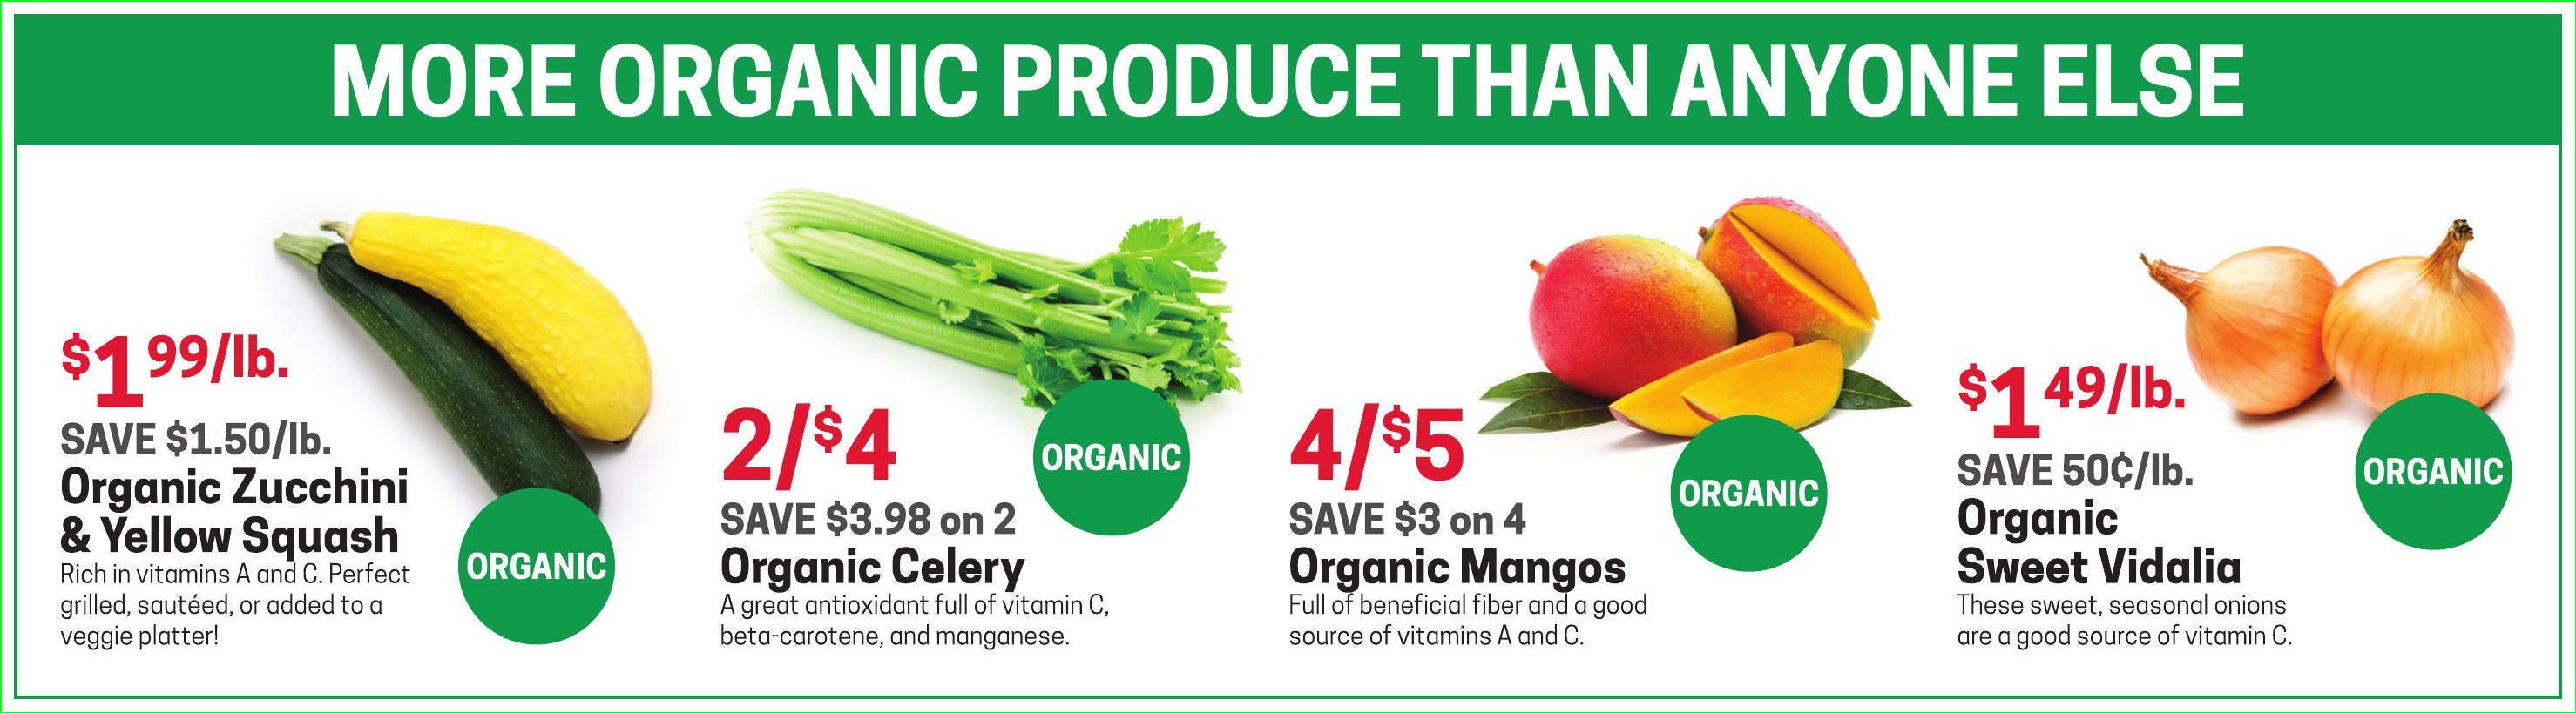 MORE ORGANIC PRODUCE THAN ANYONE ELSE
$1 99/lb.
SAVE $1.50/lb.
Organic Zucchini
& Yellow Squash
Rich in vitamins A and C. Perfect
grilled, sautéed, or added to a
veggie platter!
ORGANIC
2/$4
SAVE $3.98 on 2
Organic Celery
A great antioxidant full of vitamin C,
beta-carotene, and manganese.
ORGANIC
4/$5
SAVE $3 on 4
Organic Mangos
Full of beneficial fiber and a good
source of vitamins A and C.
ORGANIC
$1 49/lb.
SAVE 50¢/lb.
Organic
Sweet Vidalia
These sweet, seasonal onions
are a good source of vitamin C.
ORGANIC